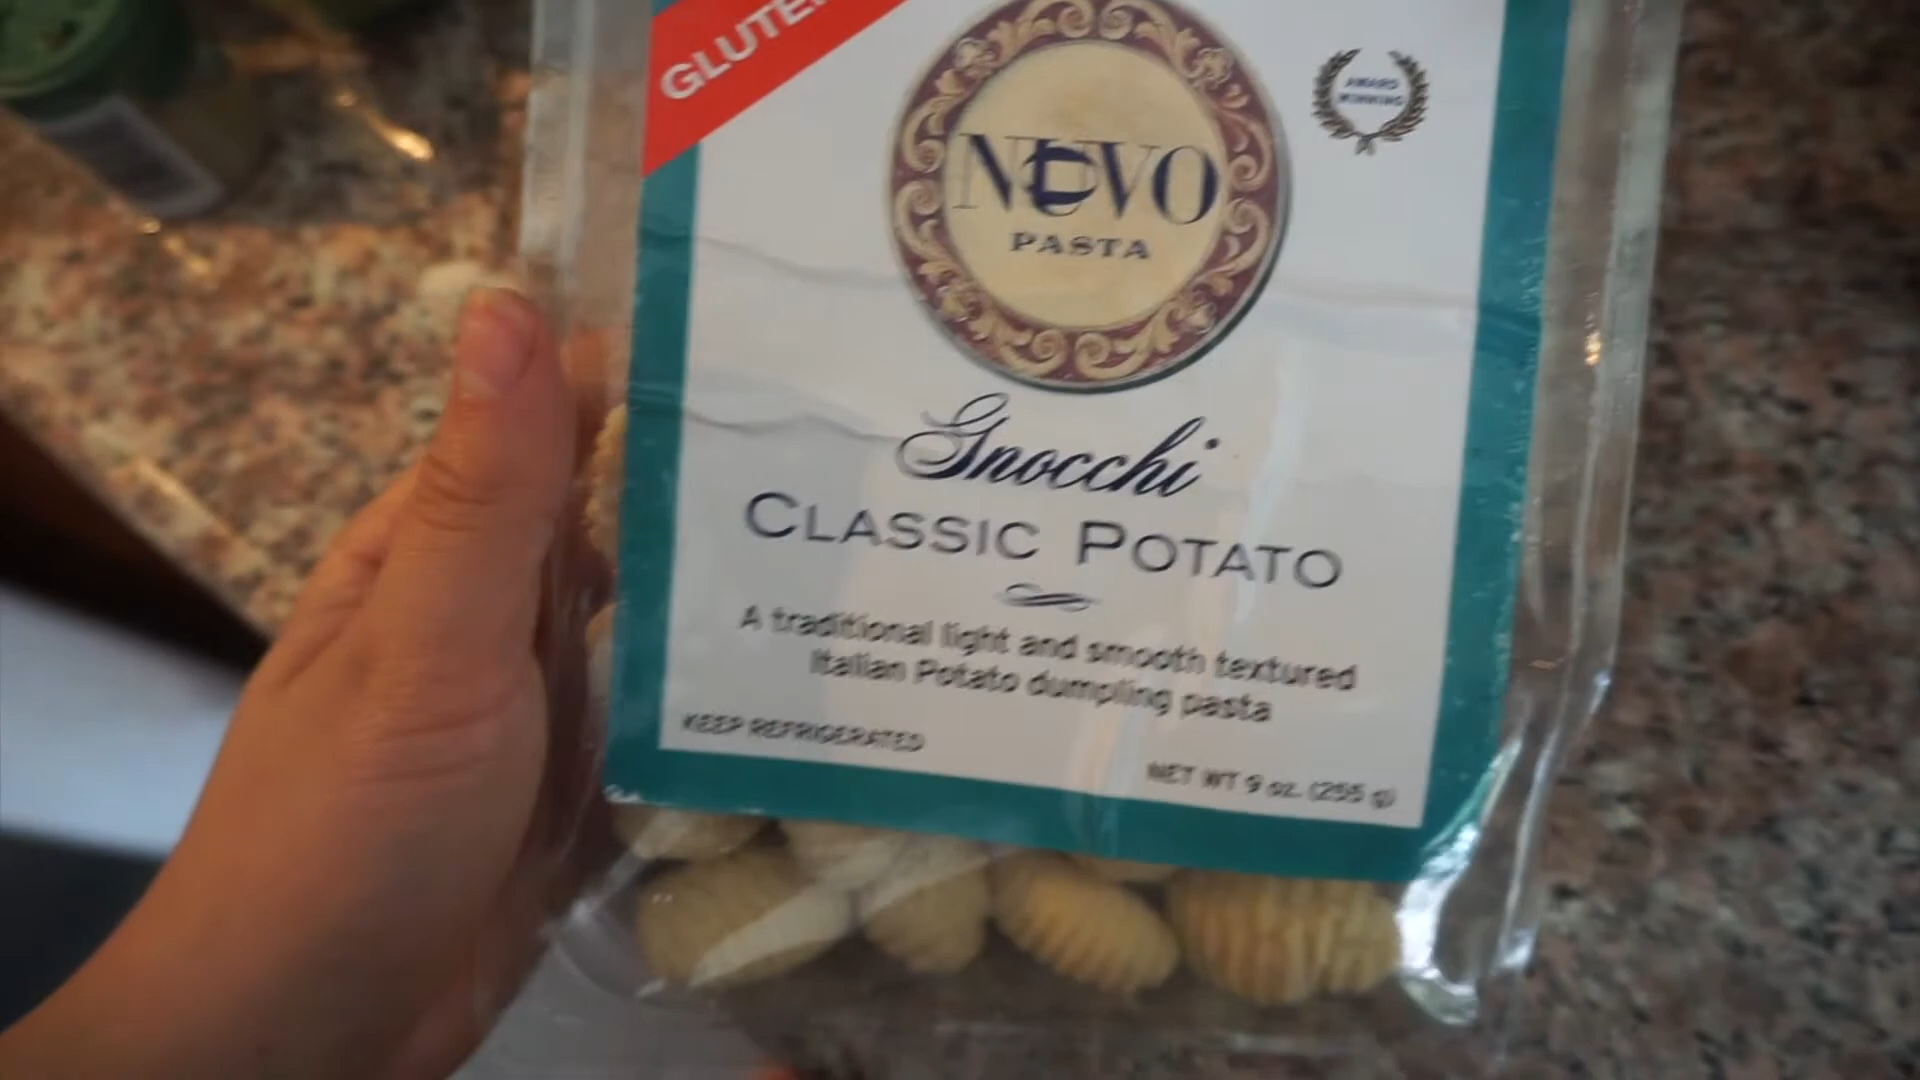 GLUTE
NUOVO
PASTA
AWARD
WINNING
Gnocchi
CLASSIC POTATO
A traditional light and smooth textured
Italian Potato dumpling pasta
KEEP REFRIGERATED
NET WT 9 oz. (255 g)